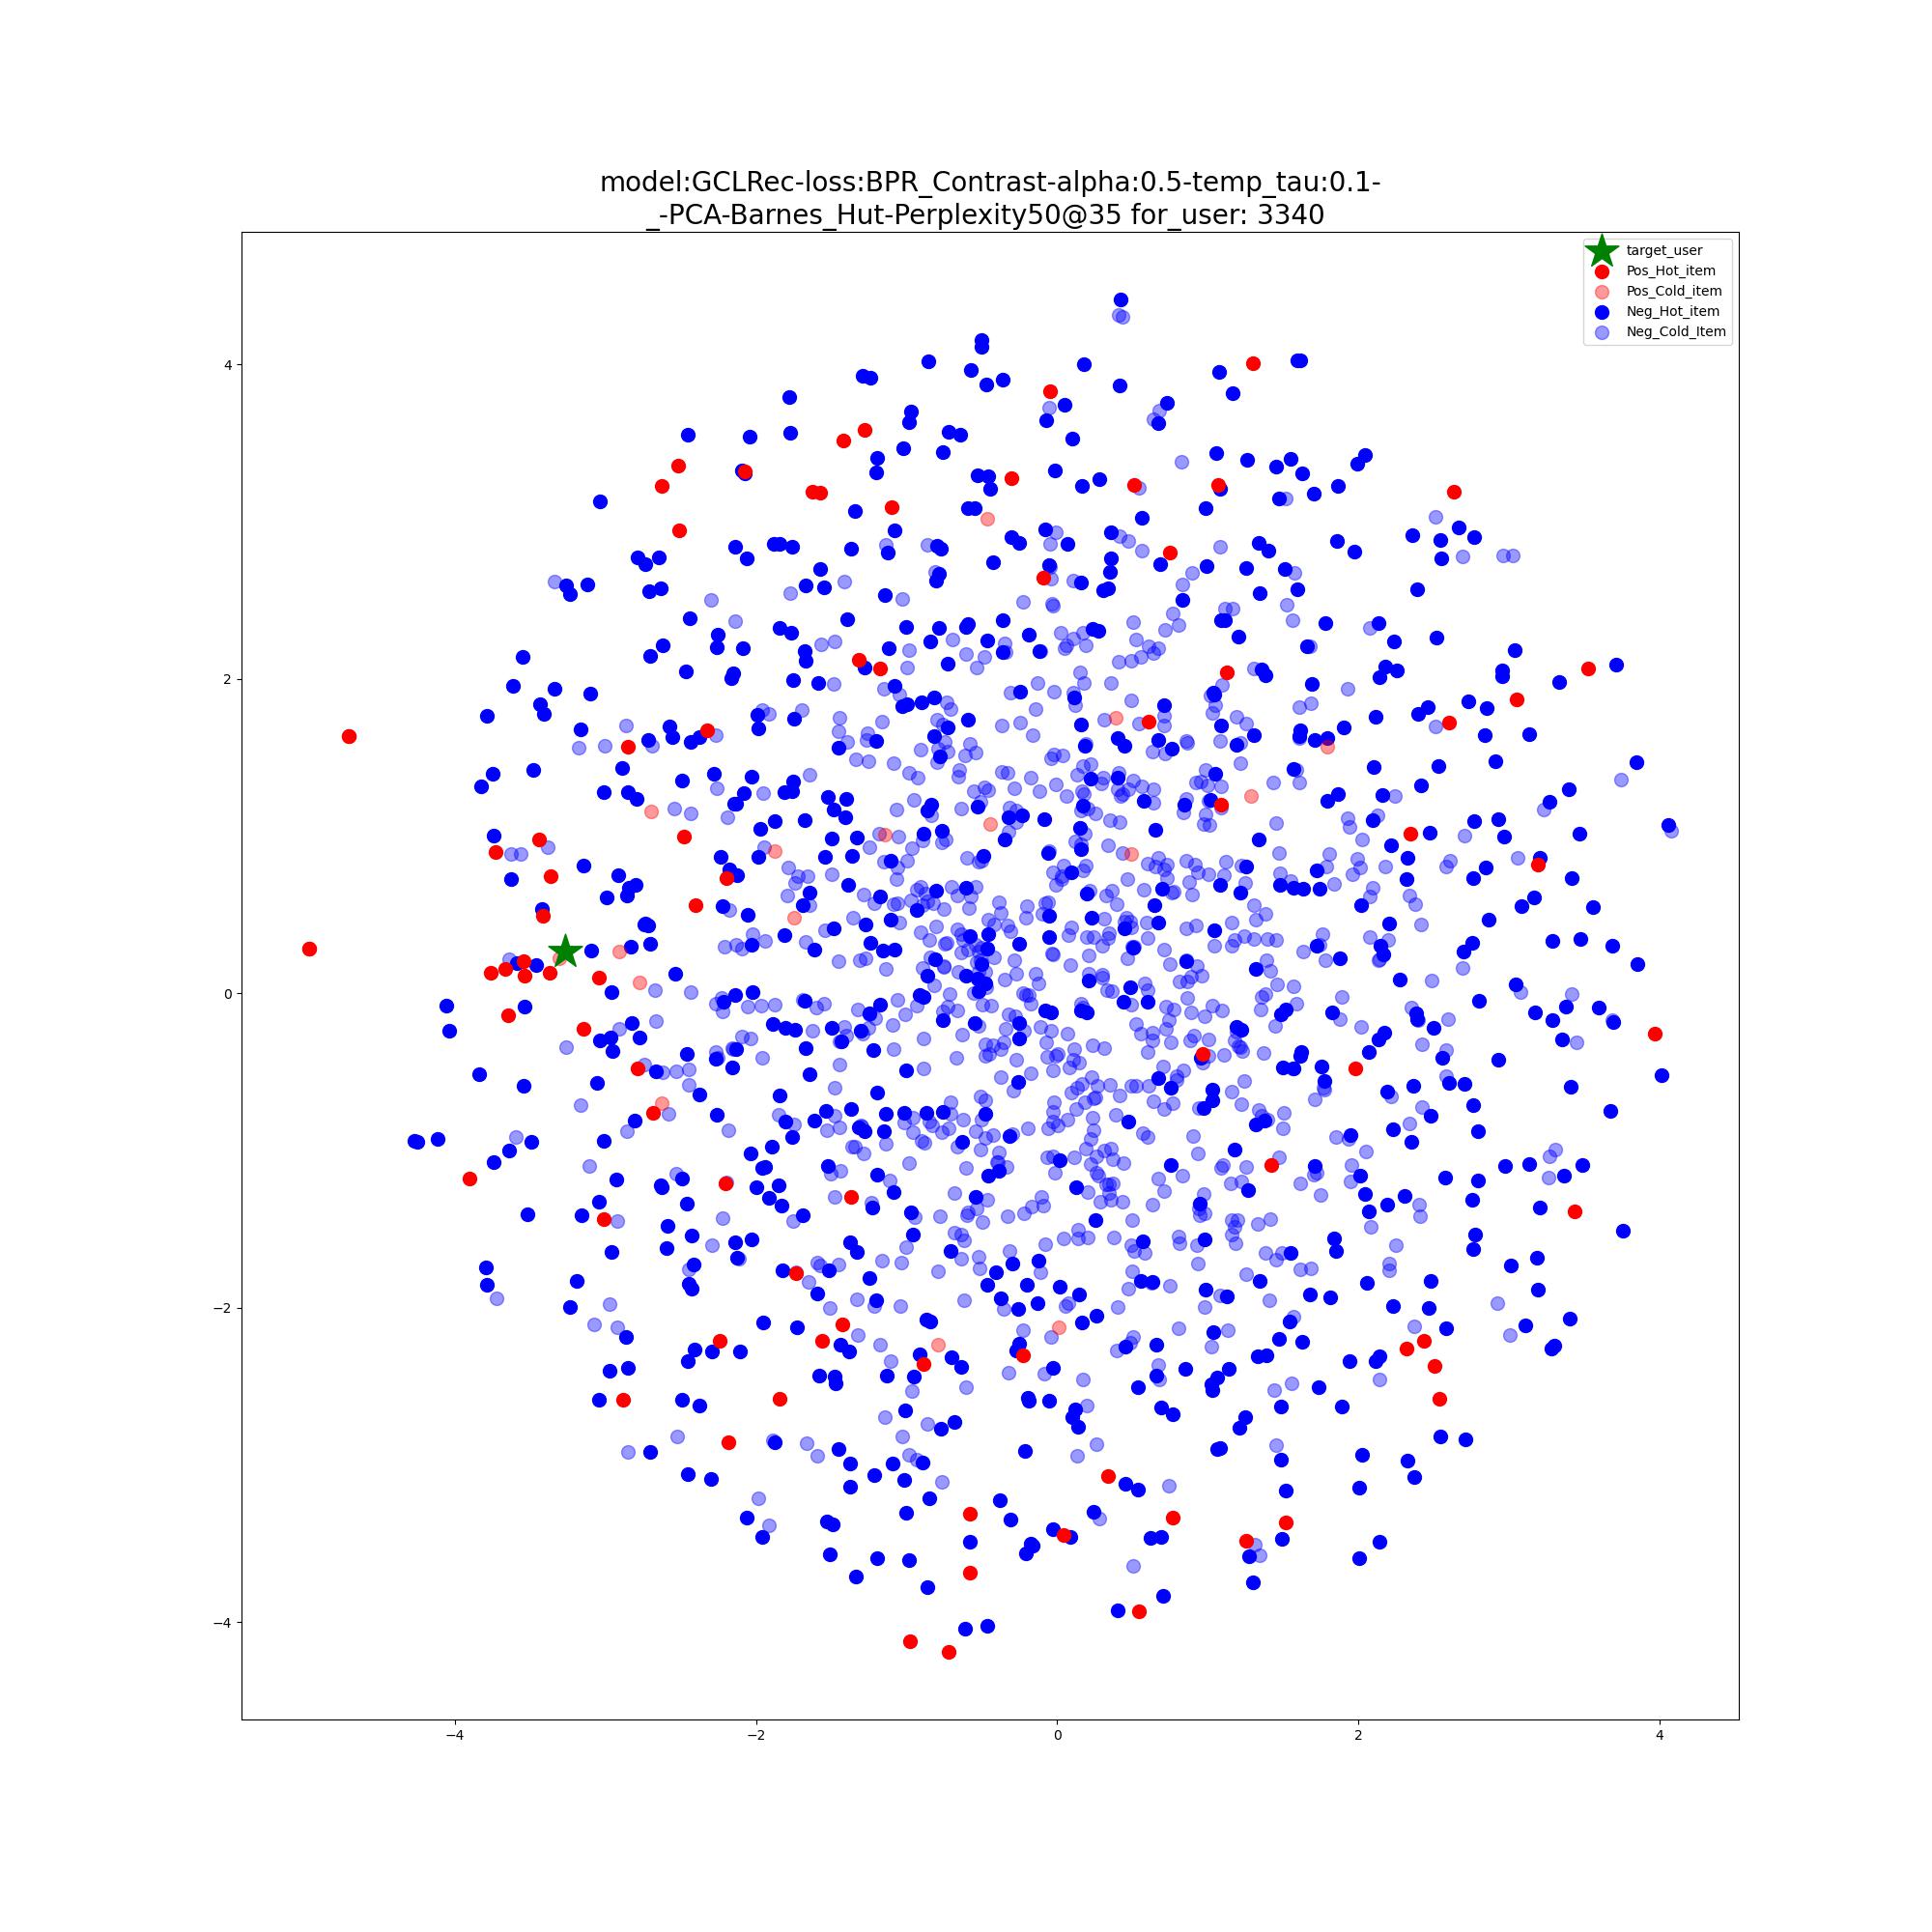 model:GCLRec-loss:BPR_Contrast-alpha:0.5-temp_tau:0.1-
_-PCA-Barnes_Hut-Perplexity50@35 for_user: 3340
target_user
Pos_Hot_item
Pos_Cold_item
Neg_Hot_item
Neg_Cold_Item
4
2
0
−2
−4
−4
−2
0
2
4